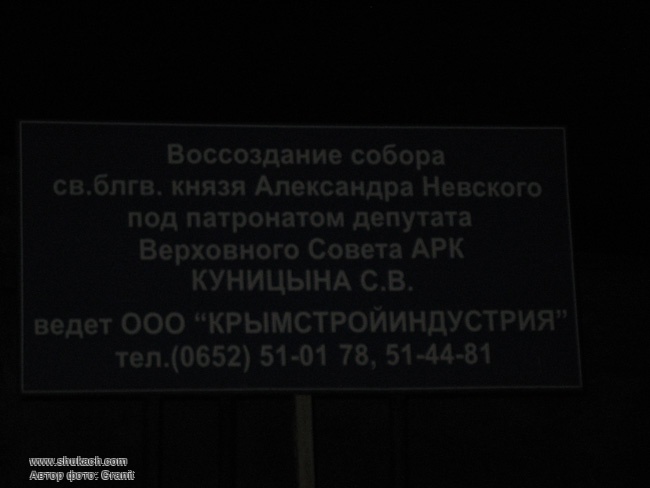 Воссоздание собора
св.блгв. князя Александра Невского
под патронатом депутата
Верховного Совета АРК
КУНИЦЫНА С.В.
ведет ООО “КРЫМСТРОЙИНДУСТРИЯ”
тел.(0652) 51-01 78, 51-44-81
www.shukach.com
Автор фото: Granit